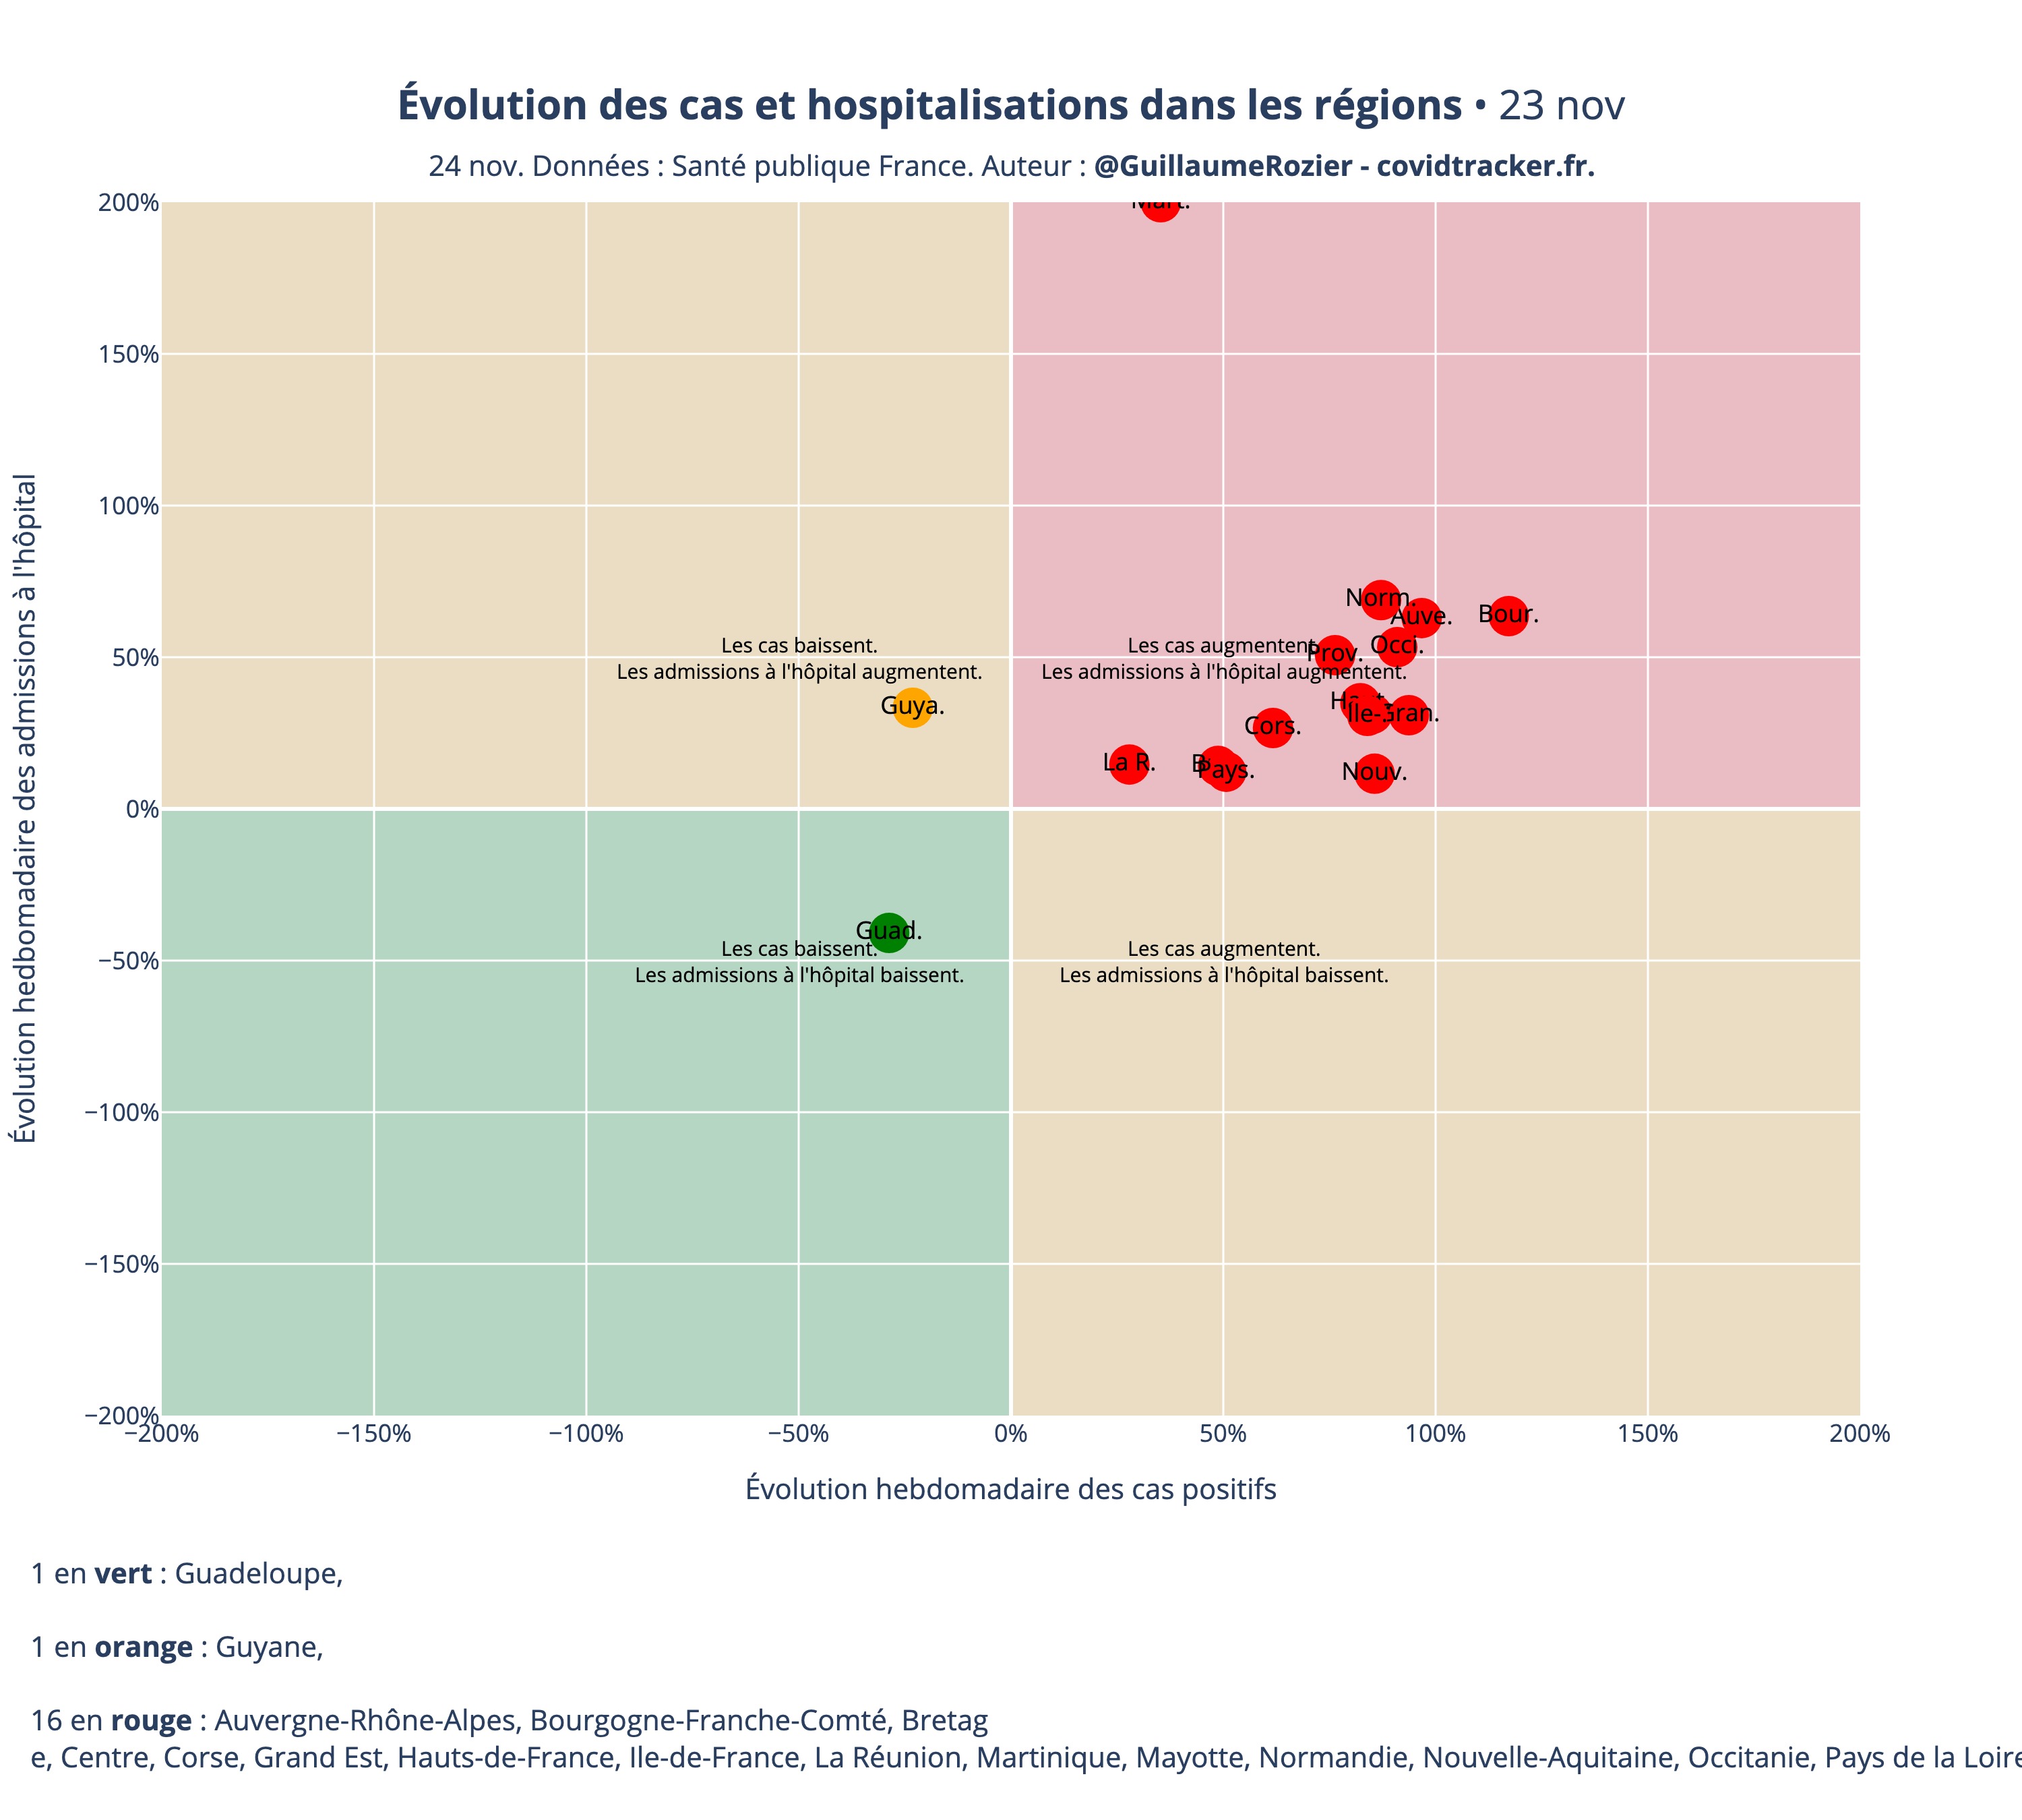 Évolution des cas et hospitalisations dans les régions • 23 nov
24 nov. Données : Santé publique France. Auteur : @GuillaumeRozier - covidtracker.fr.
Évolution hedbomadaire des admissions à l'hôpital
200%
150%
100%
50%
0%
−50%
−100%
−150%
−200%
Norm.
Auve.
Bour.
Occi.
Prov.
Les cas baissent.
Les admissions à l'hôpital augmentent.
Les cas augmentent.
Les admissions à l'hôpital augmentent.
Guya.
Île-
Gran.
Cors.
La R.
Pays.
Nouv.
Guad.
Les cas baissent.
Les admissions à l'hôpital baissent.
Les cas augmentent.
Les admissions à l'hôpital baissent.
−200%
−150%
−100%
−50%
0%
50%
100%
150%
200%
Évolution hebdomadaire des cas positifs
1 en vert : Guadeloupe,
1 en orange : Guyane,
16 en rouge : Auvergne-Rhône-Alpes, Bourgogne-Franche-Comté, Bretag
e, Centre, Corse, Grand Est, Hauts-de-France, Ile-de-France, La Réunion, Martinique, Mayotte, Normandie, Nouvelle-Aquitaine, Occitanie, Pays de la Loire